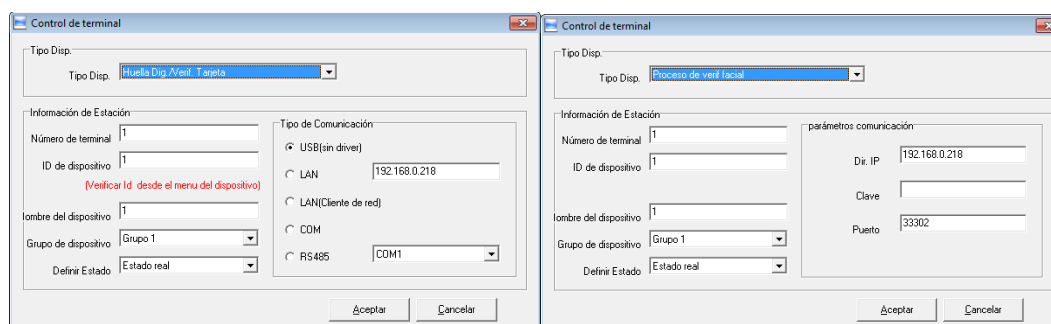 Control de terminal
Tipo Disp.
Tipo Disp. Huella Dig./Verif. Tarjeta
Información de Estación
Número de terminal 1
ID de dispositivo 1
(Verificar Id desde el menu del dispositivo)
lombre del dispositivo 1
Grupo de dispositivo Grupo 1
Definir Estado Estado real
Tipo de Comunicación
USB(sin driver)
LAN 192.168.0.218
LAN(Cliente de red)
COM
RS485 COM1
Aceptar Cancelar
Control de terminal
Tipo Disp.
Tipo Disp. Proceso de verif facial
Información de Estación
Número de terminal 1
ID de dispositivo 1
lombre del dispositivo 1
Grupo de dispositivo Grupo 1
Definir Estado Estado real
parámetros comunicación
Dir. IP 192.168.0.218
Clave
Puerto 33302
Aceptar Cancelar